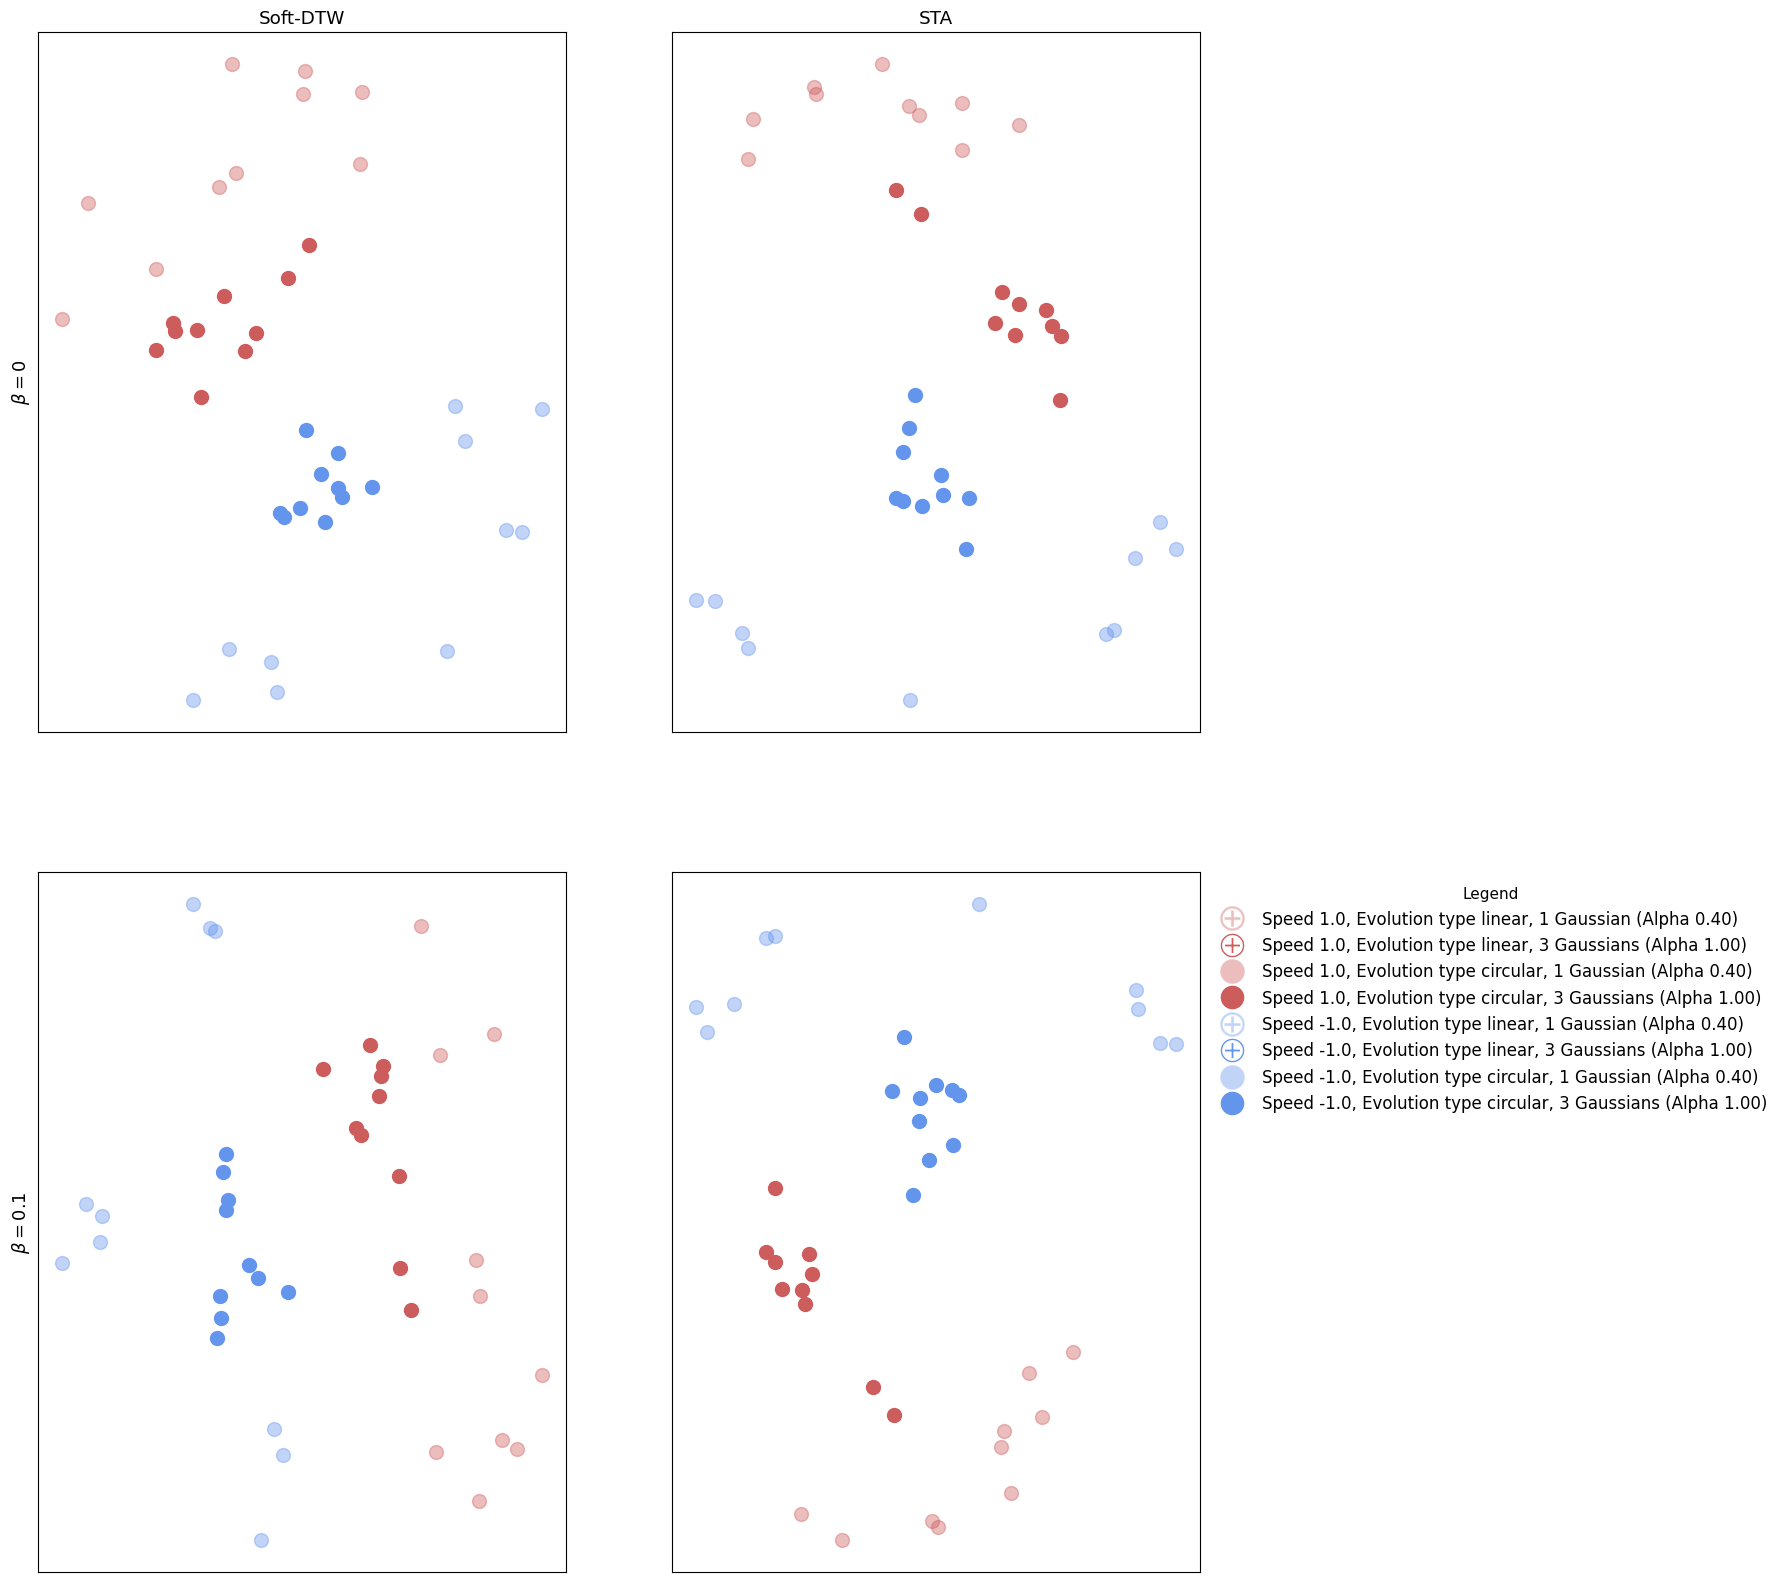 Soft-DTW
STA
β = 0
β = 0.1
Legend
Speed 1.0, Evolution type linear, 1 Gaussian (Alpha 0.40)
Speed 1.0, Evolution type linear, 3 Gaussians (Alpha 1.00)
Speed 1.0, Evolution type circular, 1 Gaussian (Alpha 0.40)
Speed 1.0, Evolution type circular, 3 Gaussians (Alpha 1.00)
Speed -1.0, Evolution type linear, 1 Gaussian (Alpha 0.40)
Speed -1.0, Evolution type linear, 3 Gaussians (Alpha 1.00)
Speed -1.0, Evolution type circular, 1 Gaussian (Alpha 0.40)
Speed -1.0, Evolution type circular, 3 Gaussians (Alpha 1.00)